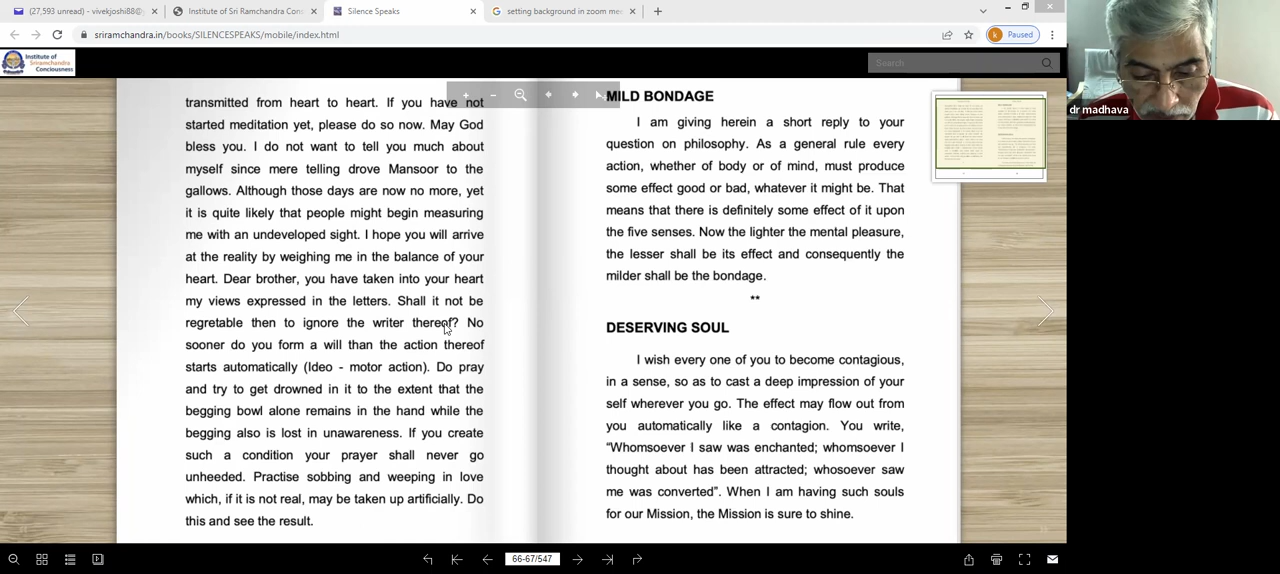 (27,593 unread) - vivekjoshi88@
Institute of Sri Ramchandra Con
Silence Speaks
setting background in zoom me
sriramchandra.in/books/SILENCESPEAKS/mobile/index.html
k Paused
Institute of
Sriramchandra
Conciousness
Search
dr madhava
transmitted from heart to heart. If you have not
started meditation yet, please do so now. May God
bless you. I do not want to tell you much about
myself since mere telling drove Mansoor to the
gallows. Although those days are now no more, yet
it is quite likely that people might begin measuring
me with an undeveloped sight. I hope you will arrive
at the reality by weighing me in the balance of your
heart. Dear brother, you have taken into your heart
my views expressed in the letters. Shall it not be
regretable then to ignore the writer thereof? No
sooner do you form a will than the action thereof
starts automatically (Ideo - motor action). Do pray
and try to get drowned in it to the extent that the
begging bowl alone remains in the hand while the
begging also is lost in unawareness. If you create
such a condition your prayer shall never go
unheeded. Practise sobbing and weeping in love
which, if it is not real, may be taken up artificially. Do
this and see the result.
MILD BONDAGE
I am giving herein a short reply to your
question on philosophy. As a general rule every
action, whether of body or of mind, must produce
some effect good or bad, whatever it might be. That
means that there is definitely some effect of it upon
the five senses. Now the lighter the mental pleasure,
the lesser shall be its effect and consequently the
milder shall be the bondage.
**
DESERVING SOUL
I wish every one of you to become contagious,
in a sense, so as to cast a deep impression of your
self wherever you go. The effect may flow out from
you automatically like a contagion. You write,
“Whomsoever I saw was enchanted; whomsoever I
thought about has been attracted; whosoever saw
me was converted”. When I am having such souls
for our Mission, the Mission is sure to shine.
66-67/547